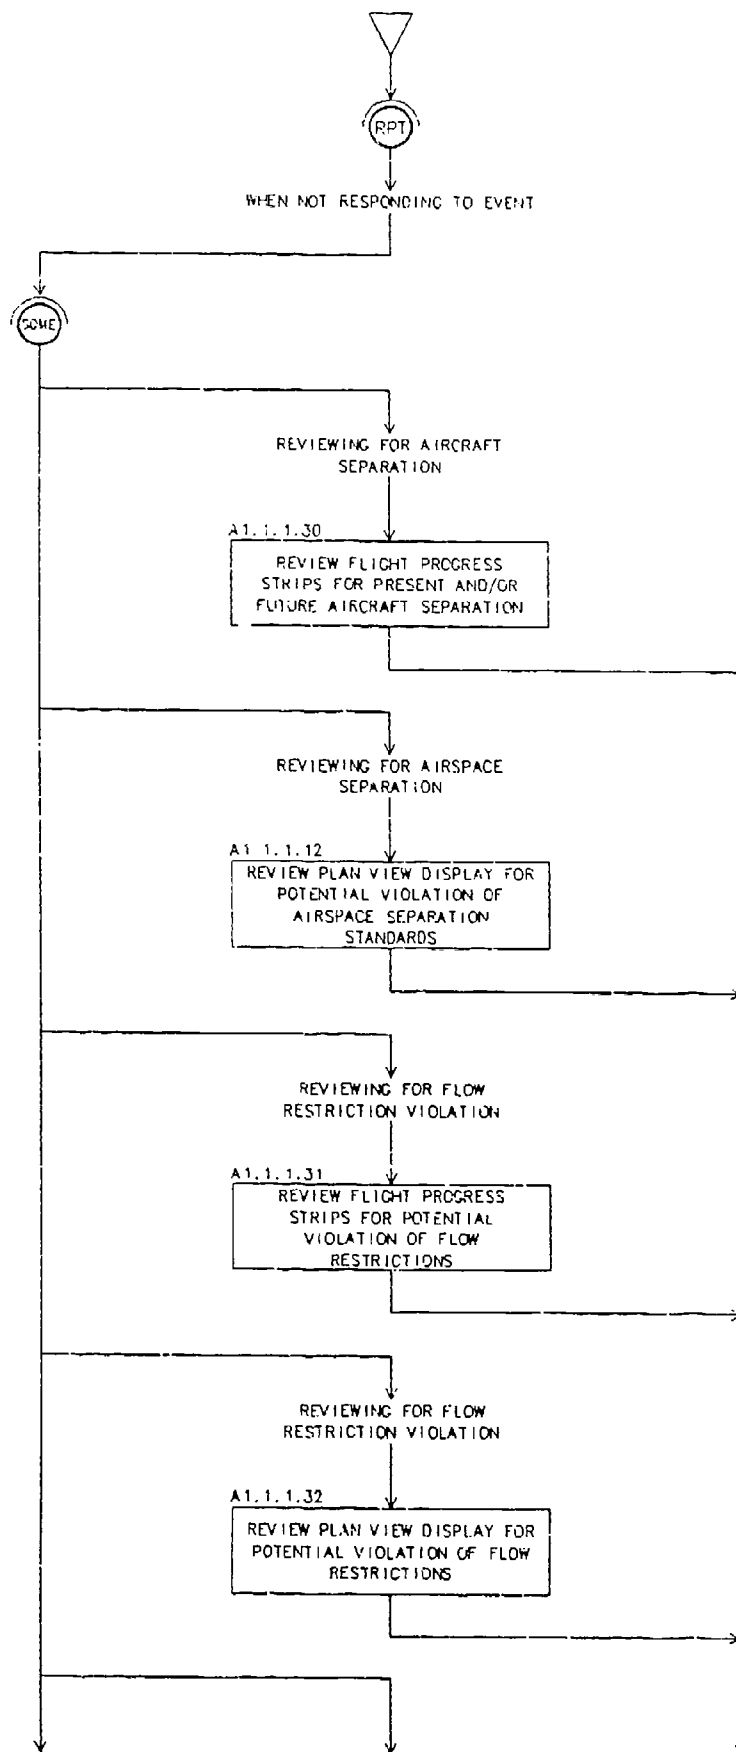 RPT
WHEN NOT RESPONDING TO EVENT
SOME
REVIEWING FOR AIRCRAFT
SEPARATION
A1.1.1.30
REVIEW FLIGHT PROGRESS
STRIPS FOR PRESENT AND/OR
FUTURE AIRCRAFT SEPARATION
REVIEWING FOR AIRSPACE
SEPARATION
A1.1.1.12
REVIEW PLAN VIEW DISPLAY FOR
POTENTIAL VIOLATION OF
AIRSPACE SEPARATION
STANDARDS
REVIEWING FOR FLOW
RESTRICTION VIOLATION
A1.1.1.31
REVIEW FLIGHT PROGRESS
STRIPS FOR POTENTIAL
VIOLATION OF FLOW
RESTRICTIONS
REVIEWING FOR FLOW
RESTRICTION VIOLATION
A1.1.1.32
REVIEW PLAN VIEW DISPLAY FOR
POTENTIAL VIOLATION OF FLOW
RESTRICTIONS